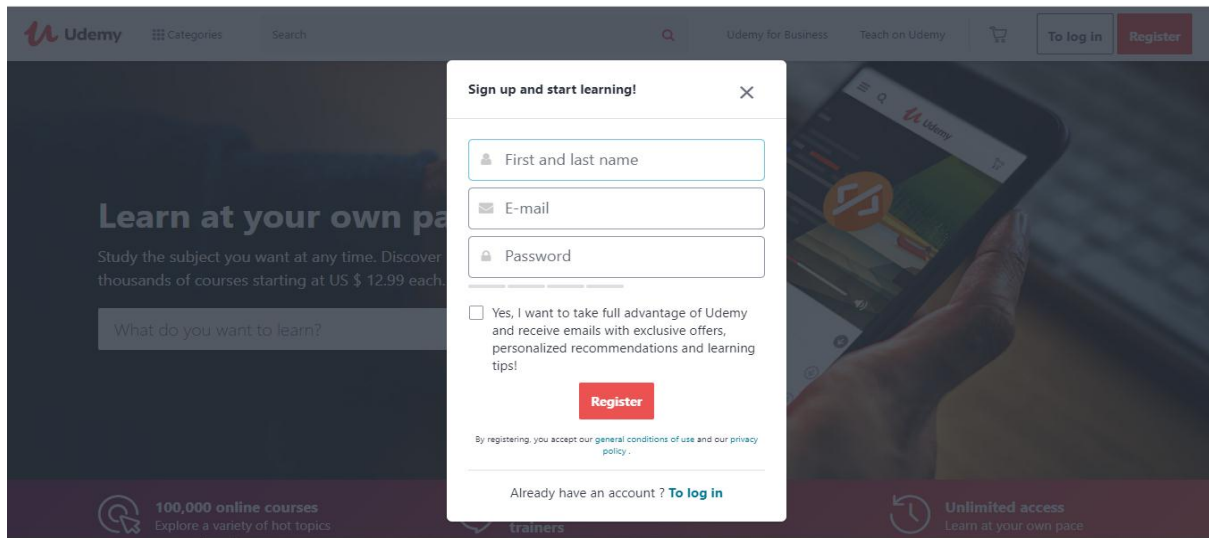 Udemy
Categories
Search
Udemy for Business
Teach on Udemy
To log in
Register
Sign up and start learning!
First and last name
E-mail
Password
Yes, I want to take full advantage of Udemy
and receive emails with exclusive offers,
personalized recommendations and learning
tips!
Register
By registering, you accept our general conditions of use and our privacy
policy .
Already have an account ? To log in
Learn at your own pa
Study the subject you want at any time. Discover
thousands of courses starting at US $ 12.99 each.
What do you want to learn?
Udemy
100,000 online courses
Explore a variety of hot topics
trainers
Unlimited access
Learn at your own pace